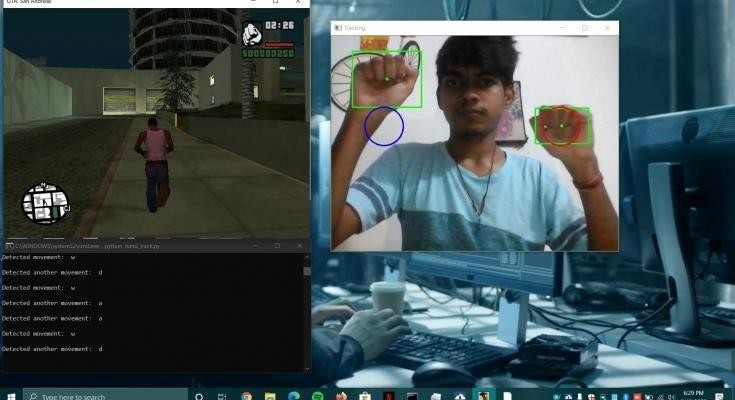 GTA: San Andreas
02:26
$00000250
N
CJ
Tracking
C:\WINDOWS\system32\cmd.exe - python hand_track.py
Detected movement: w
Detected another movement: d
Detected movement: w
Detected another movement: a
Detected another movement: a
Detected movement: w
Detected another movement: d
Type here to search
6:29 PM